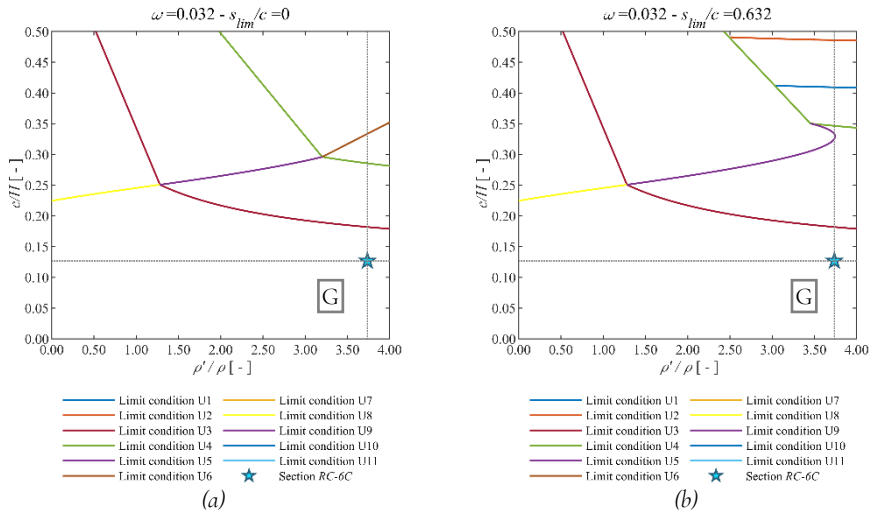 ω =0.032 - s_lim/c =0
0.50
0.45
0.40
0.35
0.30
0.25
0.20
0.15
0.10
0.05
0.00
c/H [ - ]
G
0.00 0.50 1.00 1.50 2.00 2.50 3.00 3.50 4.00
ρ' / ρ [ - ]
Limit condition U1 Limit condition U7
Limit condition U2 Limit condition U8
Limit condition U3 Limit condition U9
Limit condition U4 Limit condition U10
Limit condition U5 Limit condition U11
Limit condition U6 Section RC-6C
(a)
ω =0.032 - s_lim/c =0.632
0.50
0.45
0.40
0.35
0.30
0.25
0.20
0.15
0.10
0.05
0.00
c/H [ - ]
G
0.00 0.50 1.00 1.50 2.00 2.50 3.00 3.50 4.00
ρ' / ρ [ - ]
Limit condition U1 Limit condition U7
Limit condition U2 Limit condition U8
Limit condition U3 Limit condition U9
Limit condition U4 Limit condition U10
Limit condition U5 Limit condition U11
Limit condition U6 Section RC-6C
(b)